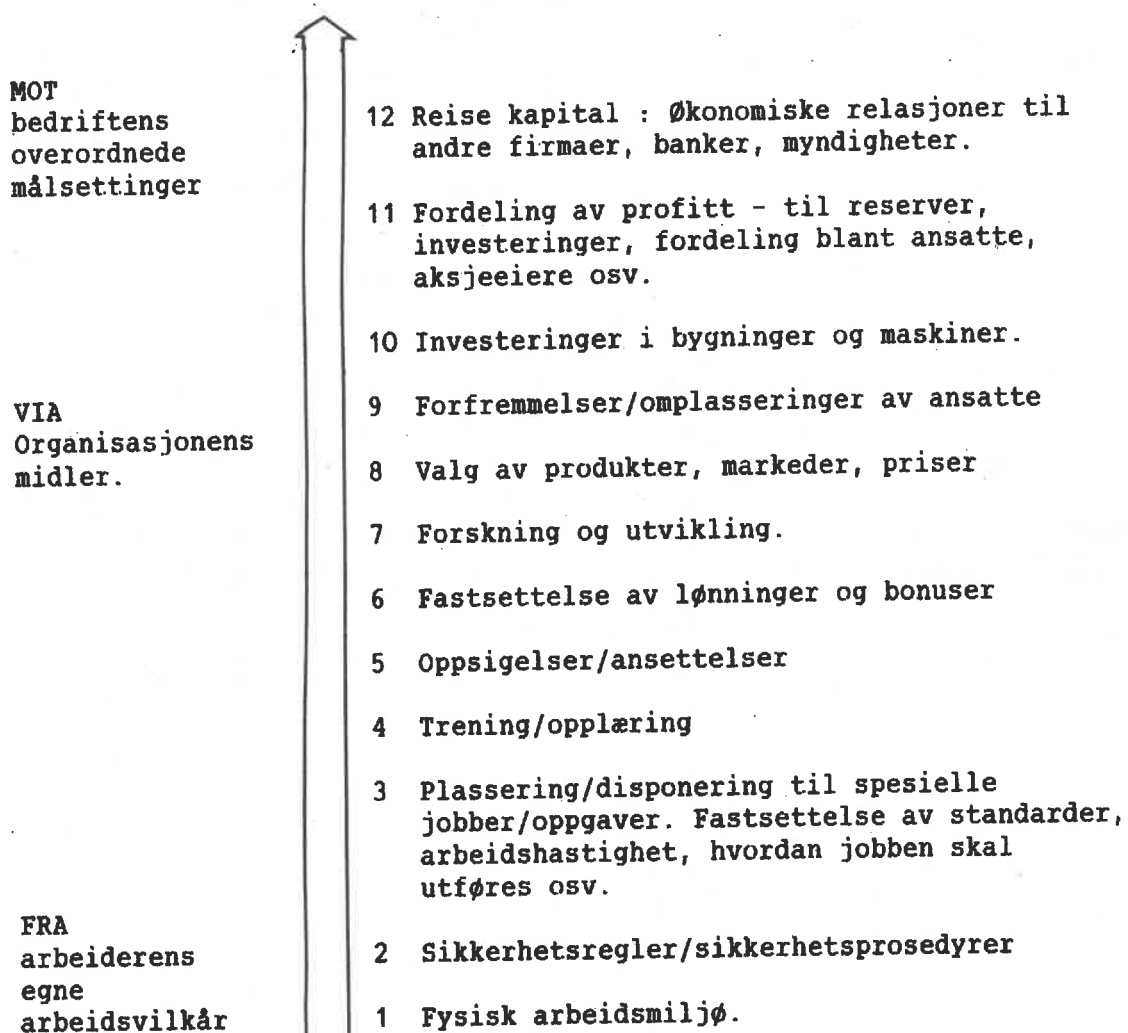 MOT
bedriftens
overordnede
målsettinger
12 Reise kapital : Økonomiske relasjoner til
andre firmaer, banker, myndigheter.
11 Fordeling av profitt - til reserver,
investeringer, fordeling blant ansatte,
aksjeeiere osv.
10 Investeringer i bygninger og maskiner.
VIA
Organisasjonens
midler.
9 Forfremmelser/omplasseringer av ansatte
8 Valg av produkter, markeder, priser
7 Forskning og utvikling.
6 Fastsettelse av lønninger og bonuser
5 Oppsigelser/ansettelser
4 Trening/opplæring
3 Plassering/disponering til spesielle
jobber/oppgaver. Fastsettelse av standarder,
arbeidshastighet, hvordan jobben skal
utføres osv.
FRA
arbeiderens
egne
arbeidsvilkår
2 Sikkerhetsregler/sikkerhetsprosedyrer
1 Fysisk arbeidsmiljø.